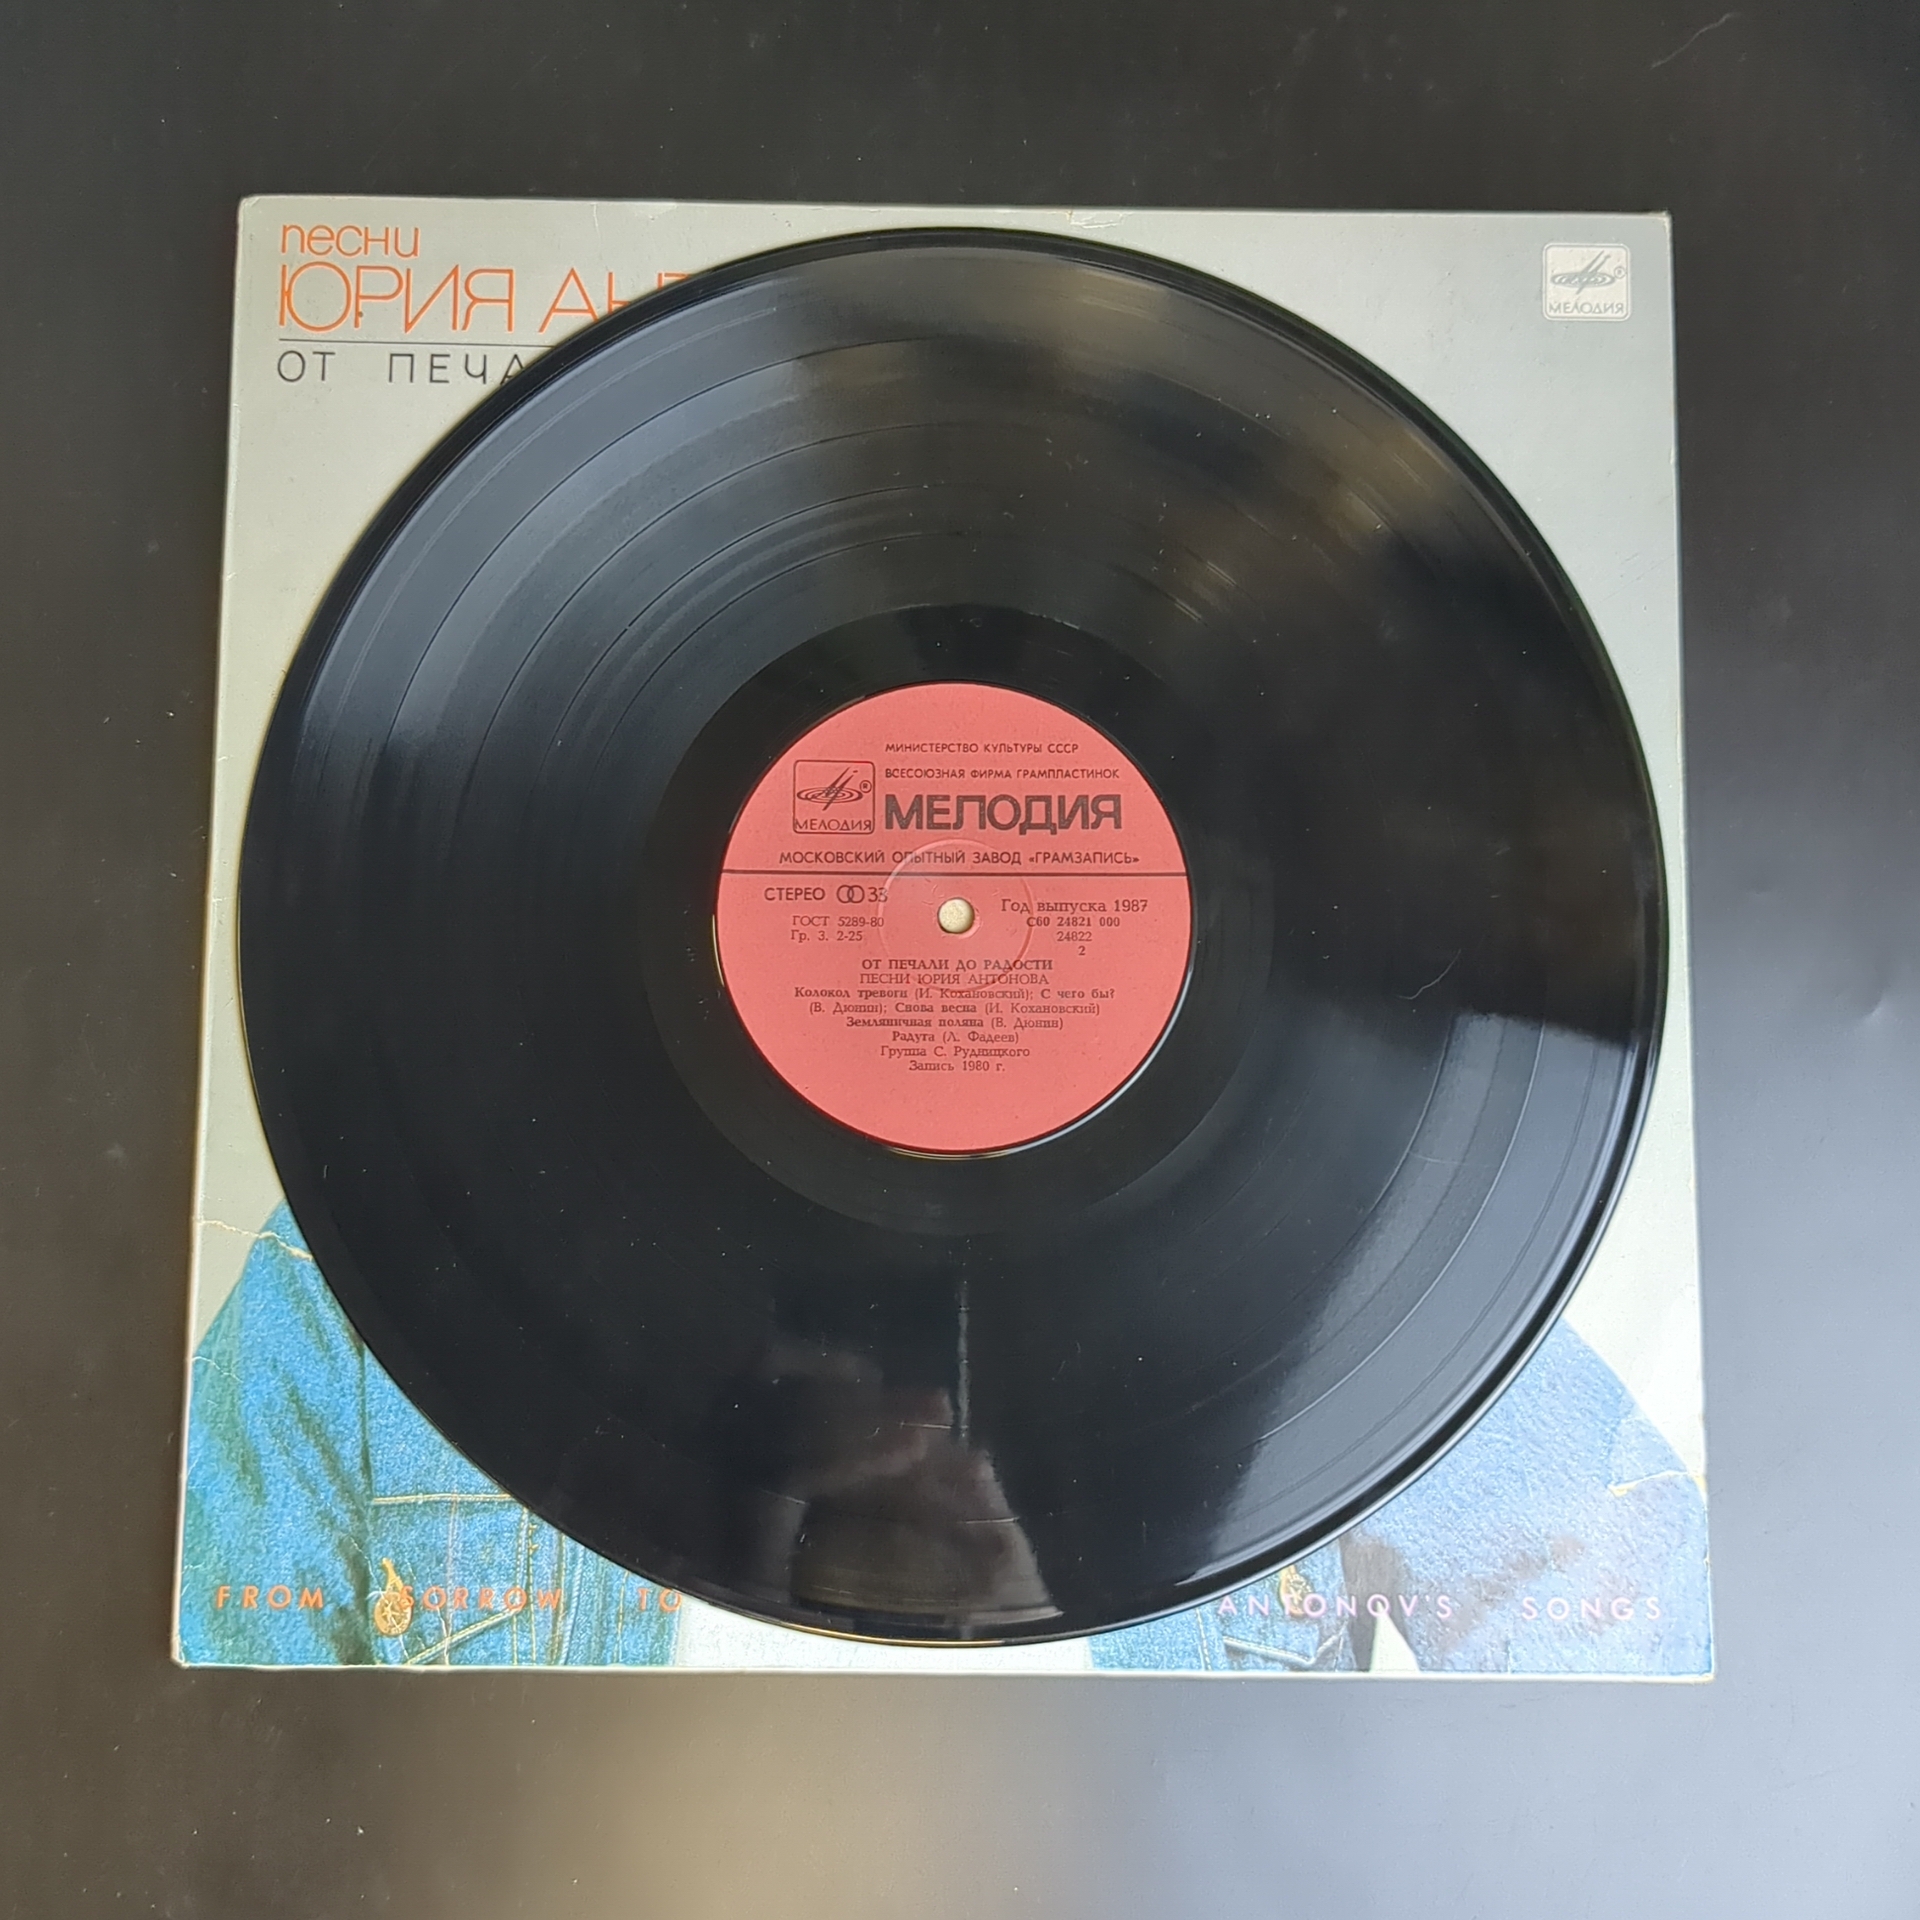 песни
ЮРИЯ АНТ
ОТ ПЕЧА
МЕЛОДИЯ
МИНИСТЕРСТВО КУЛЬТУРЫ СССР
ВСЕСОЮЗНАЯ ФИРМА ГРАМПЛАСТИНОК
МЕЛОДИЯ
МЕЛОДИЯ
МОСКОВСКИЙ ОПЫТНЫЙ ЗАВОД «ГРАМЗАПИСЬ»
СТЕРЕО 33
ГОСТ 5289-80
Гр. 3. 2-25
Год выпуска 1987
С60 24821 000
24822
2
ОТ ПЕЧАЛИ ДО РАДОСТИ
ПЕСНИ ЮРИЯ АНТОНОВА
Колокол тревоги (И. Кохановский); С чего бы?
(В. Дюнин); Снова весна (И. Кохановский)
Земляничная поляна (В. Дюнин)
Радуга (Л. Фадеев)
Группа С. Рудницкого
Запись 1980 г.
FROM SORROW TO ANTONOV'S SONGS